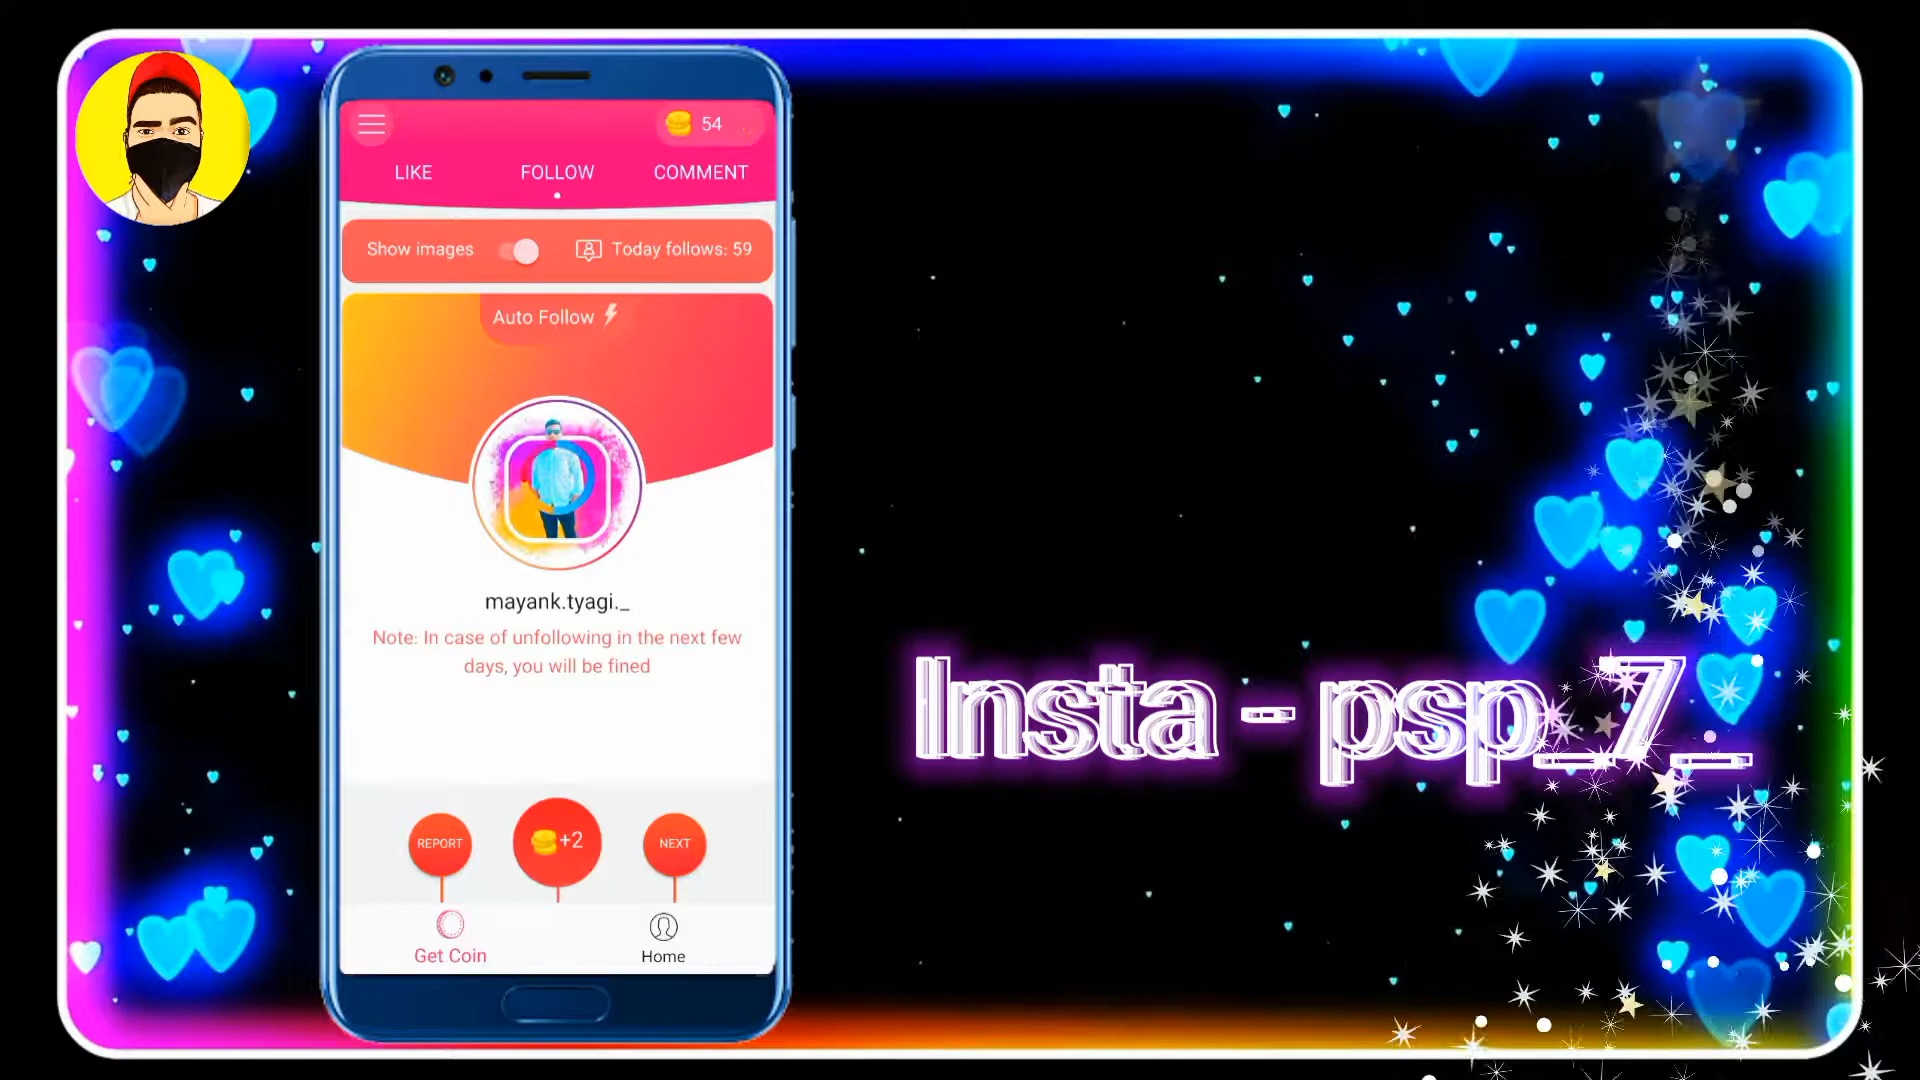 54
LIKE FOLLOW COMMENT
Show images Today follows: 59
Auto Follow
mayank.tyagi._
Note: In case of unfollowing in the next few
days, you will be fined
Insta - psp_7_
REPORT +2 NEXT
Get Coin Home